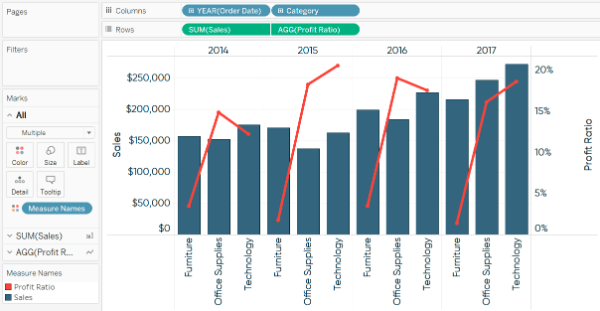 Pages
Columns
YEAR(Order Date)
Category
Rows
SUM(Sales)
AGG(Profit Ratio)
Filters
Marks
All
Multiple
Color
Size
Label
Detail
Tooltip
Measure Names
SUM(Sales)
AGG(Profit R...
Measure Names
Profit Ratio
Sales
2014
2015
2016
2017
Sales
$250,000
$200,000
$150,000
$100,000
$50,000
$0
20%
15%
10%
5%
0%
Profit Ratio
Furniture
Office Supplies
Technology
Furniture
Office Supplies
Technology
Furniture
Office Supplies
Technology
Furniture
Office Supplies
Technology